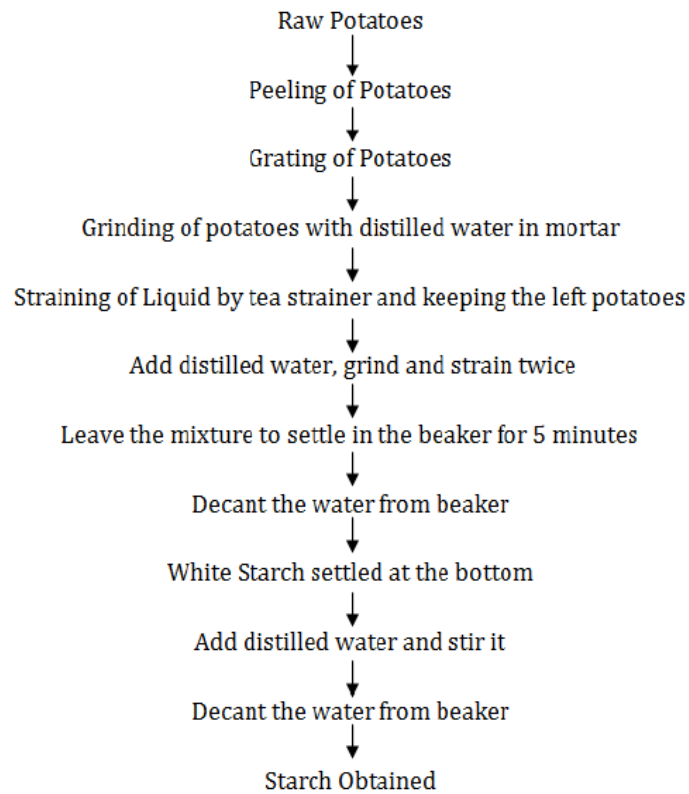 Raw Potatoes
Peeling of Potatoes
Grating of Potatoes
Grinding of potatoes with distilled water in mortar
Straining of Liquid by tea strainer and keeping the left potatoes
Add distilled water, grind and strain twice
Leave the mixture to settle in the beaker for 5 minutes
Decant the water from beaker
White Starch settled at the bottom
Add distilled water and stir it
Decant the water from beaker
Starch Obtained